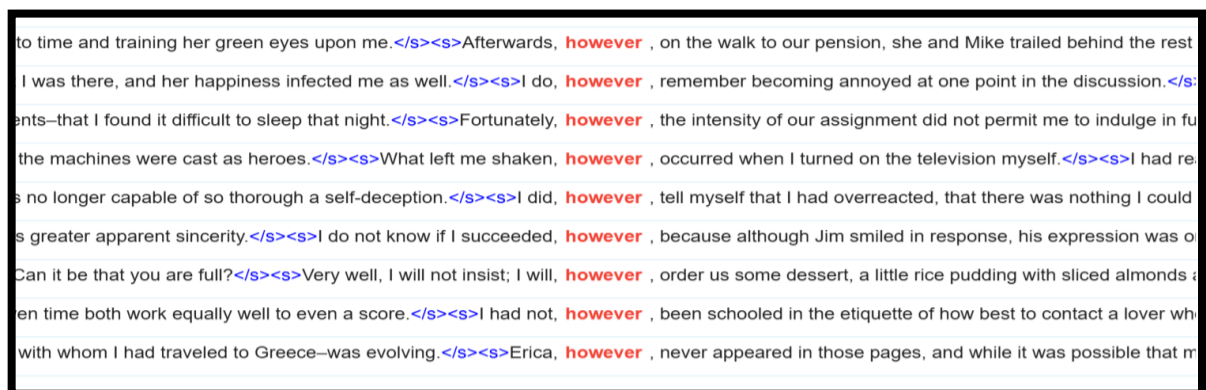 to time and training her green eyes upon me.</s><s>Afterwards, however , on the walk to our pension, she and Mike trailed behind the rest
I was there, and her happiness infected me as well.</s><s>I do, however , remember becoming annoyed at one point in the discussion.</s>
ents–that I found it difficult to sleep that night.</s><s>Fortunately, however , the intensity of our assignment did not permit me to indulge in fu
the machines were cast as heroes.</s><s>What left me shaken, however , occurred when I turned on the television myself.</s><s>I had re
s no longer capable of so thorough a self-deception.</s><s>I did, however , tell myself that I had overreacted, that there was nothing I could
s greater apparent sincerity.</s><s>I do not know if I succeeded, however , because although Jim smiled in response, his expression was o
Can it be that you are full?</s><s>Very well, I will not insist; I will, however , order us some dessert, a little rice pudding with sliced almonds
en time both work equally well to even a score.</s><s>I had not, however , been schooled in the etiquette of how best to contact a lover wh
with whom I had traveled to Greece–was evolving.</s><s>Erica, however , never appeared in those pages, and while it was possible that m